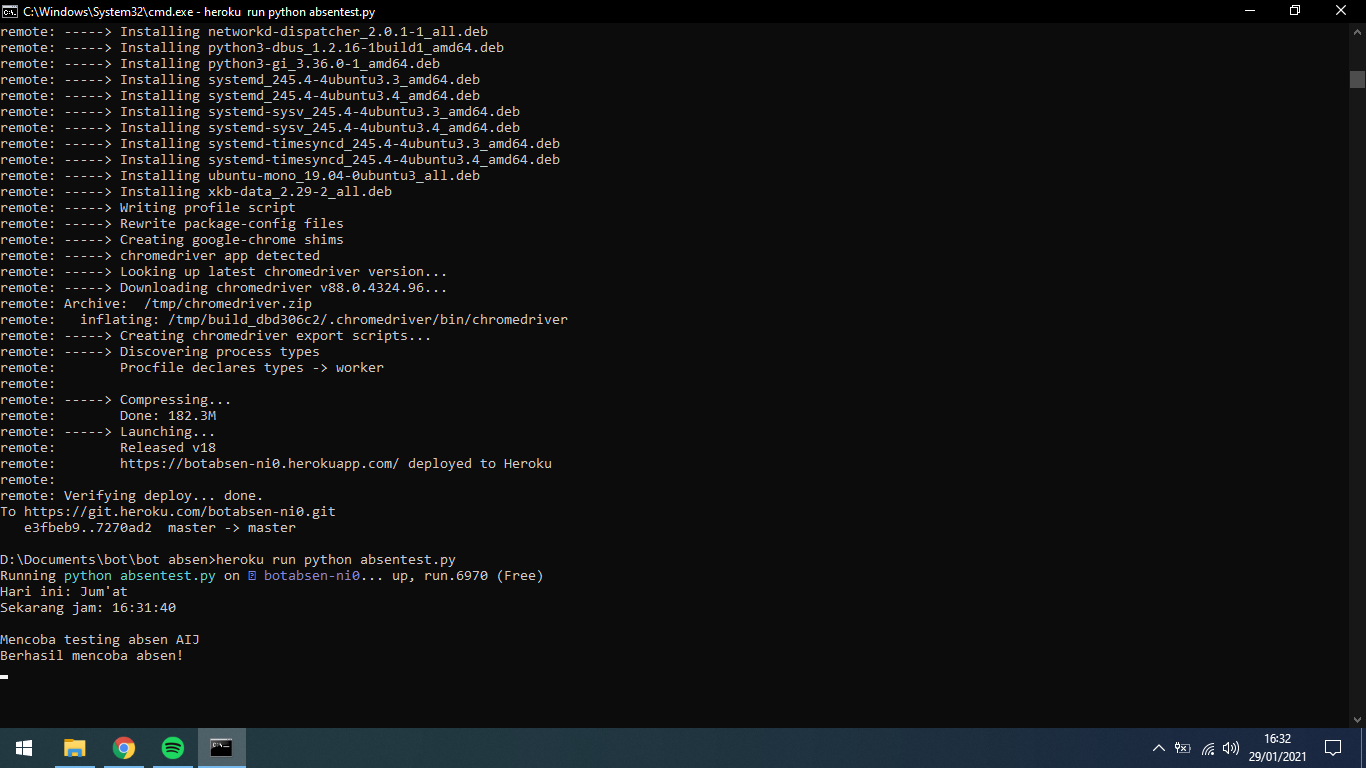 C:\Windows\System32\cmd.exe - heroku  run python absentest.py
remote: -----> Installing networkd-dispatcher_2.0.1-1_all.deb
remote: -----> Installing python3-dbus_1.2.16-1build1_amd64.deb
remote: -----> Installing python3-gi_3.36.0-1_amd64.deb
remote: -----> Installing systemd_245.4-4ubuntu3.3_amd64.deb
remote: -----> Installing systemd_245.4-4ubuntu3.4_amd64.deb
remote: -----> Installing systemd-sysv_245.4-4ubuntu3.3_amd64.deb
remote: -----> Installing systemd-sysv_245.4-4ubuntu3.4_amd64.deb
remote: -----> Installing systemd-timesyncd_245.4-4ubuntu3.3_amd64.deb
remote: -----> Installing systemd-timesyncd_245.4-4ubuntu3.4_amd64.deb
remote: -----> Installing ubuntu-mono_19.04-0ubuntu3_all.deb
remote: -----> Installing xkb-data_2.29-2_all.deb
remote: -----> Writing profile script
remote: -----> Rewrite package-config files
remote: -----> Creating google-chrome shims
remote: -----> chromedriver app detected
remote: -----> Looking up latest chromedriver version...
remote: -----> Downloading chromedriver v88.0.4324.96...
remote: Archive:  /tmp/chromedriver.zip
remote:   inflating: /tmp/build_dbd306c2/.chromedriver/bin/chromedriver
remote: -----> Creating chromedriver export scripts...
remote: -----> Discovering process types
remote:        Procfile declares types -> worker
remote:
remote: -----> Compressing...
remote:        Done: 182.3M
remote: -----> Launching...
remote:        Released v18
remote:        https://botabsen-ni0.herokuapp.com/ deployed to Heroku
remote:
remote: Verifying deploy... done.
To https://git.heroku.com/botabsen-ni0.git
   e3fbeb9..7270ad2  master -> master
D:\Documents\bot\bot absen>heroku run python absentest.py
Running python absentest.py on botabsen-ni0... up, run.6970 (Free)
Hari ini: Jum'at
Sekarang jam: 16:31:40
Mencoba testing absen AIJ
Berhasil mencoba absen!
16:32
29/01/2021